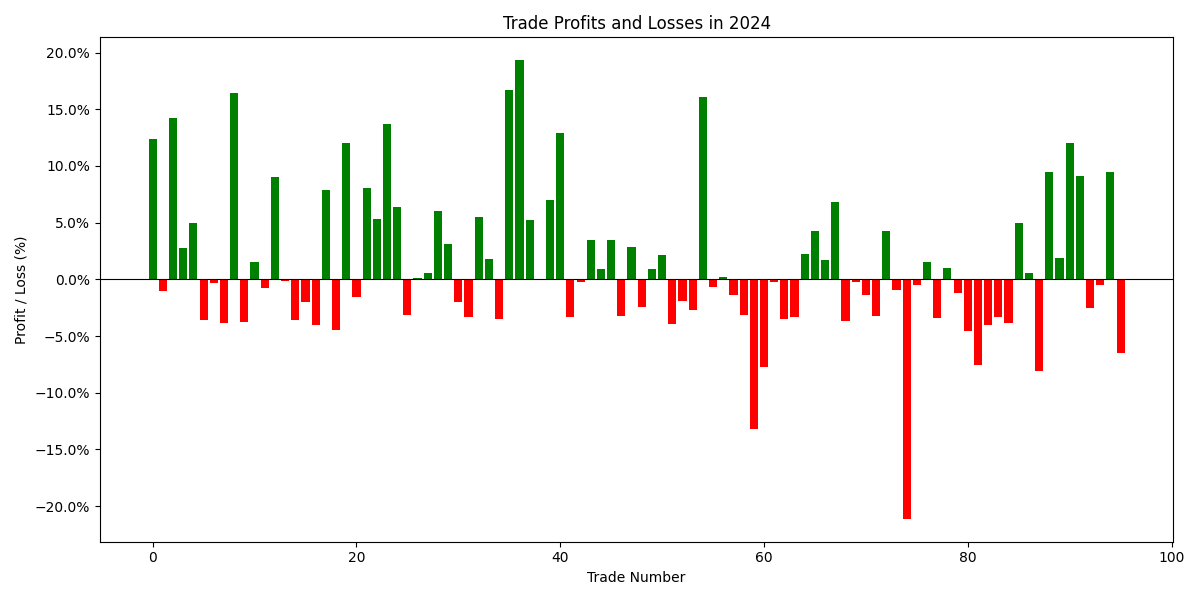 Trade Profits and Losses in 2024
Profit / Loss (%)
20.0%
15.0%
10.0%
5.0%
0.0%
−5.0%
−10.0%
−15.0%
−20.0%
0 20 40 60 80 100
Trade Number